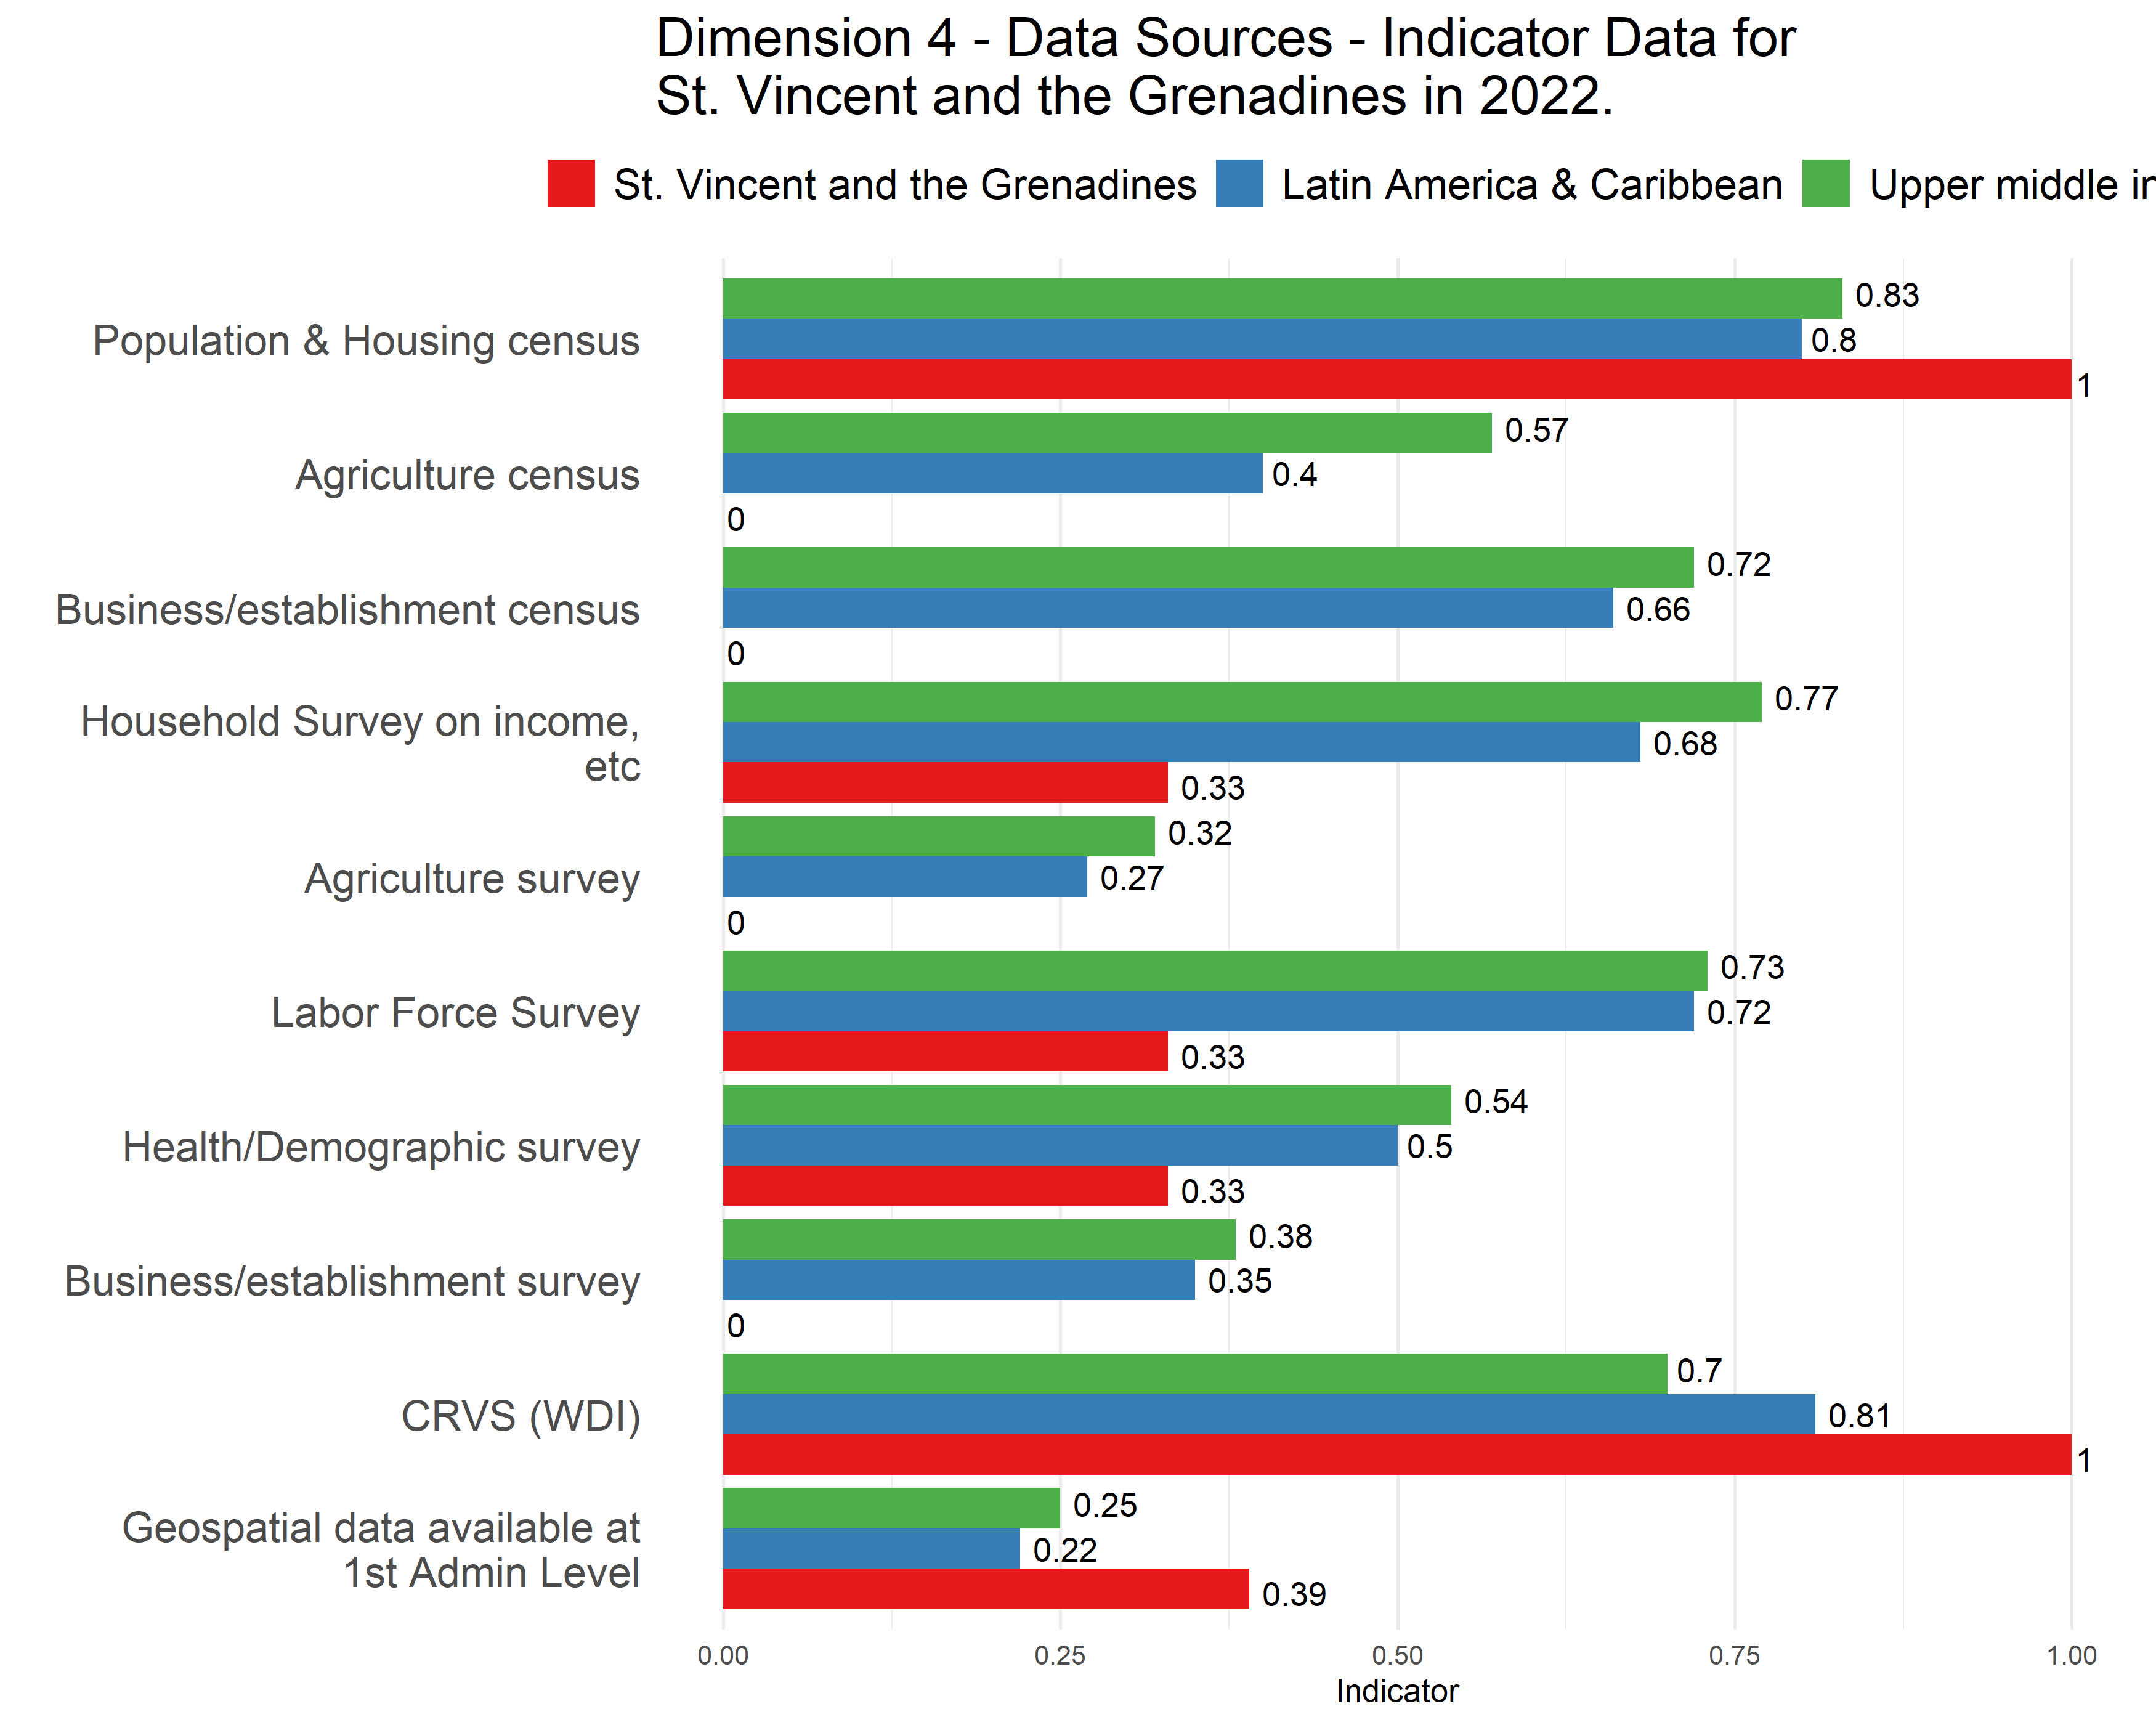 Dimension 4 - Data Sources - Indicator Data for
St. Vincent and the Grenadines in 2022.
St. Vincent and the Grenadines Latin America & Caribbean Upper middle
0.83
Population & Housing census 0.8
1
0.57
Agriculture census 0.4
0
0.72
Business/establishment census 0.66
0
0.77
Household Survey on income,
0.68
etc
0.33
0.32
Agriculture survey 0.27
0
0.73
Labor Force Survey 0.72
0.33
0.54
Health/Demographic survey 0.5
0.33
0.38
Business/establishment survey 0.35
0
0.7
CRVS (WDI) 0.81
1
0.25
Geospatial data available at
0.22
1st Admin Level
0.39
0.00 0.25 0.50 0.75 1.00
Indicator